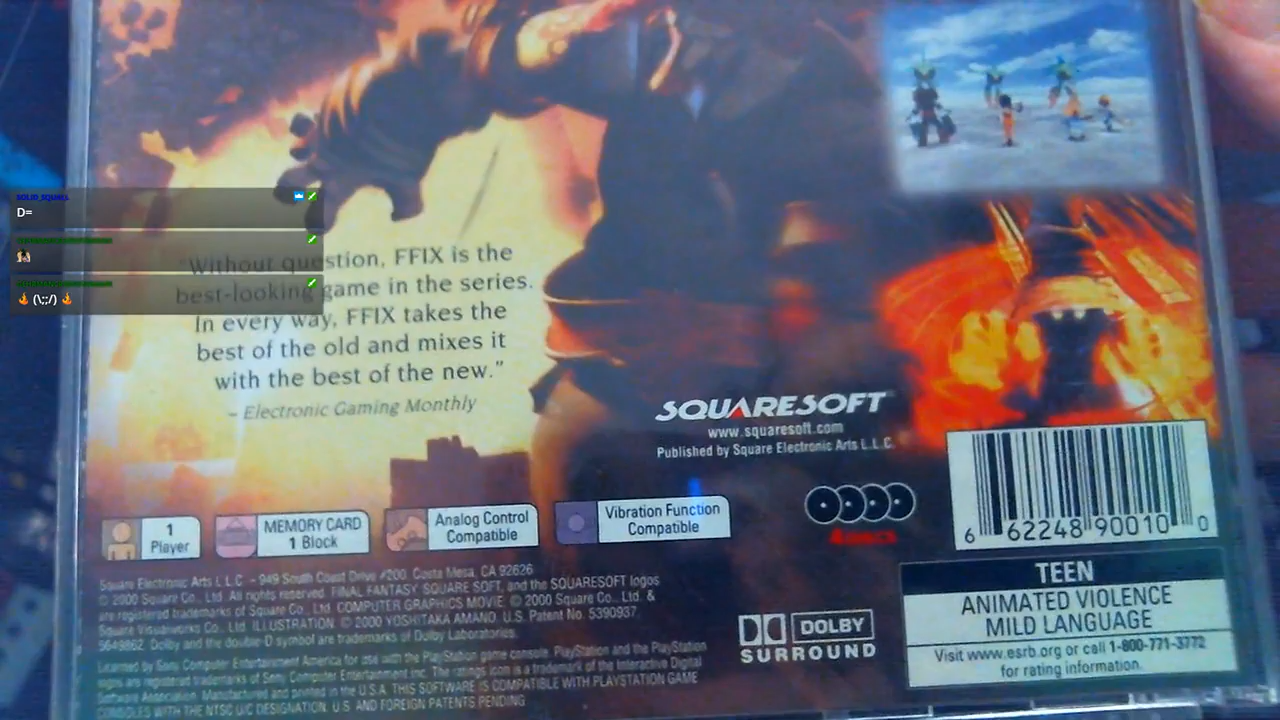 SOLID_SQUALL
D=
🔥 (\;;/) 🔥
"Without question, FFIX is the
best-looking game in the series.
In every way, FFIX takes the
best of the old and mixes it
with the best of the new."
– Electronic Gaming Monthly
SQUARESOFT
www.squaresoft.com
Published by Square Electronic Arts L.L.C.
1
Player
MEMORY CARD
1 Block
Analog Control
Compatible
Vibration Function
Compatible
6 62248 90010 0
Square Electronic Arts L.L.C. – 949 South Coast Drive #200, Costa Mesa, CA 92626
© 2000 Square Co., Ltd. All rights reserved. FINAL FANTASY, SQUARE SOFT, and the SQUARESOFT logos
are registered trademarks of Square Co., Ltd. COMPUTER GRAPHICS MOVIE: © 2000 Square Co., Ltd. &
Square Visualworks Co., Ltd. ILLUSTRATION: © 2000 YOSHITAKA AMANO. U.S. Patent No. 5390937,
5649862. Dolby and the double-D symbol are trademarks of Dolby Laboratories.
Licensed by Sony Computer Entertainment America for use with the PlayStation game console. PlayStation and the PlayStation
logos are registered trademarks of Sony Computer Entertainment Inc. The ratings icon is a trademark of the Interactive Digital
Software Association. Manufactured and printed in the U.S.A. THIS SOFTWARE IS COMPATIBLE WITH PLAYSTATION GAME
CONSOLES WITH THE NTSC U/C DESIGNATION. U.S. AND FOREIGN PATENTS PENDING
DOLBY
SURROUND
TEEN
ANIMATED VIOLENCE
MILD LANGUAGE
Visit www.esrb.org or call 1-800-771-3772
for rating information.